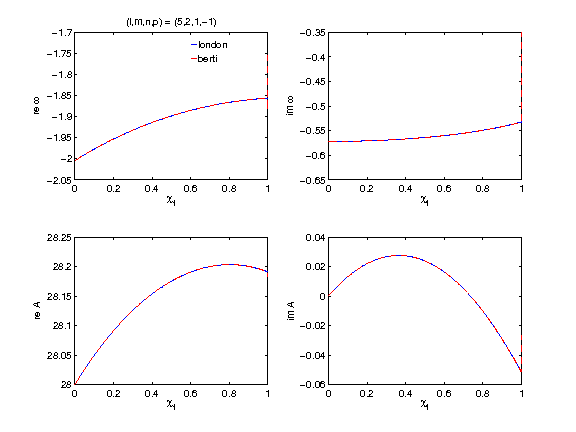 (l,m,n,p) = (5,2,1,−1)
−1.7
−1.75
−1.8
−1.85
−1.9
−1.95
−2
−2.05
re ω
0 0.2 0.4 0.6 0.8 1
χf
london
berti
−0.35
−0.4
−0.45
−0.5
−0.55
−0.6
−0.65
im ω
0 0.2 0.4 0.6 0.8 1
χf
28.25
28.2
28.15
28.1
28.05
28
re A
0 0.2 0.4 0.6 0.8 1
χf
0.04
0.02
0
−0.02
−0.04
−0.06
im A
0 0.2 0.4 0.6 0.8 1
χf